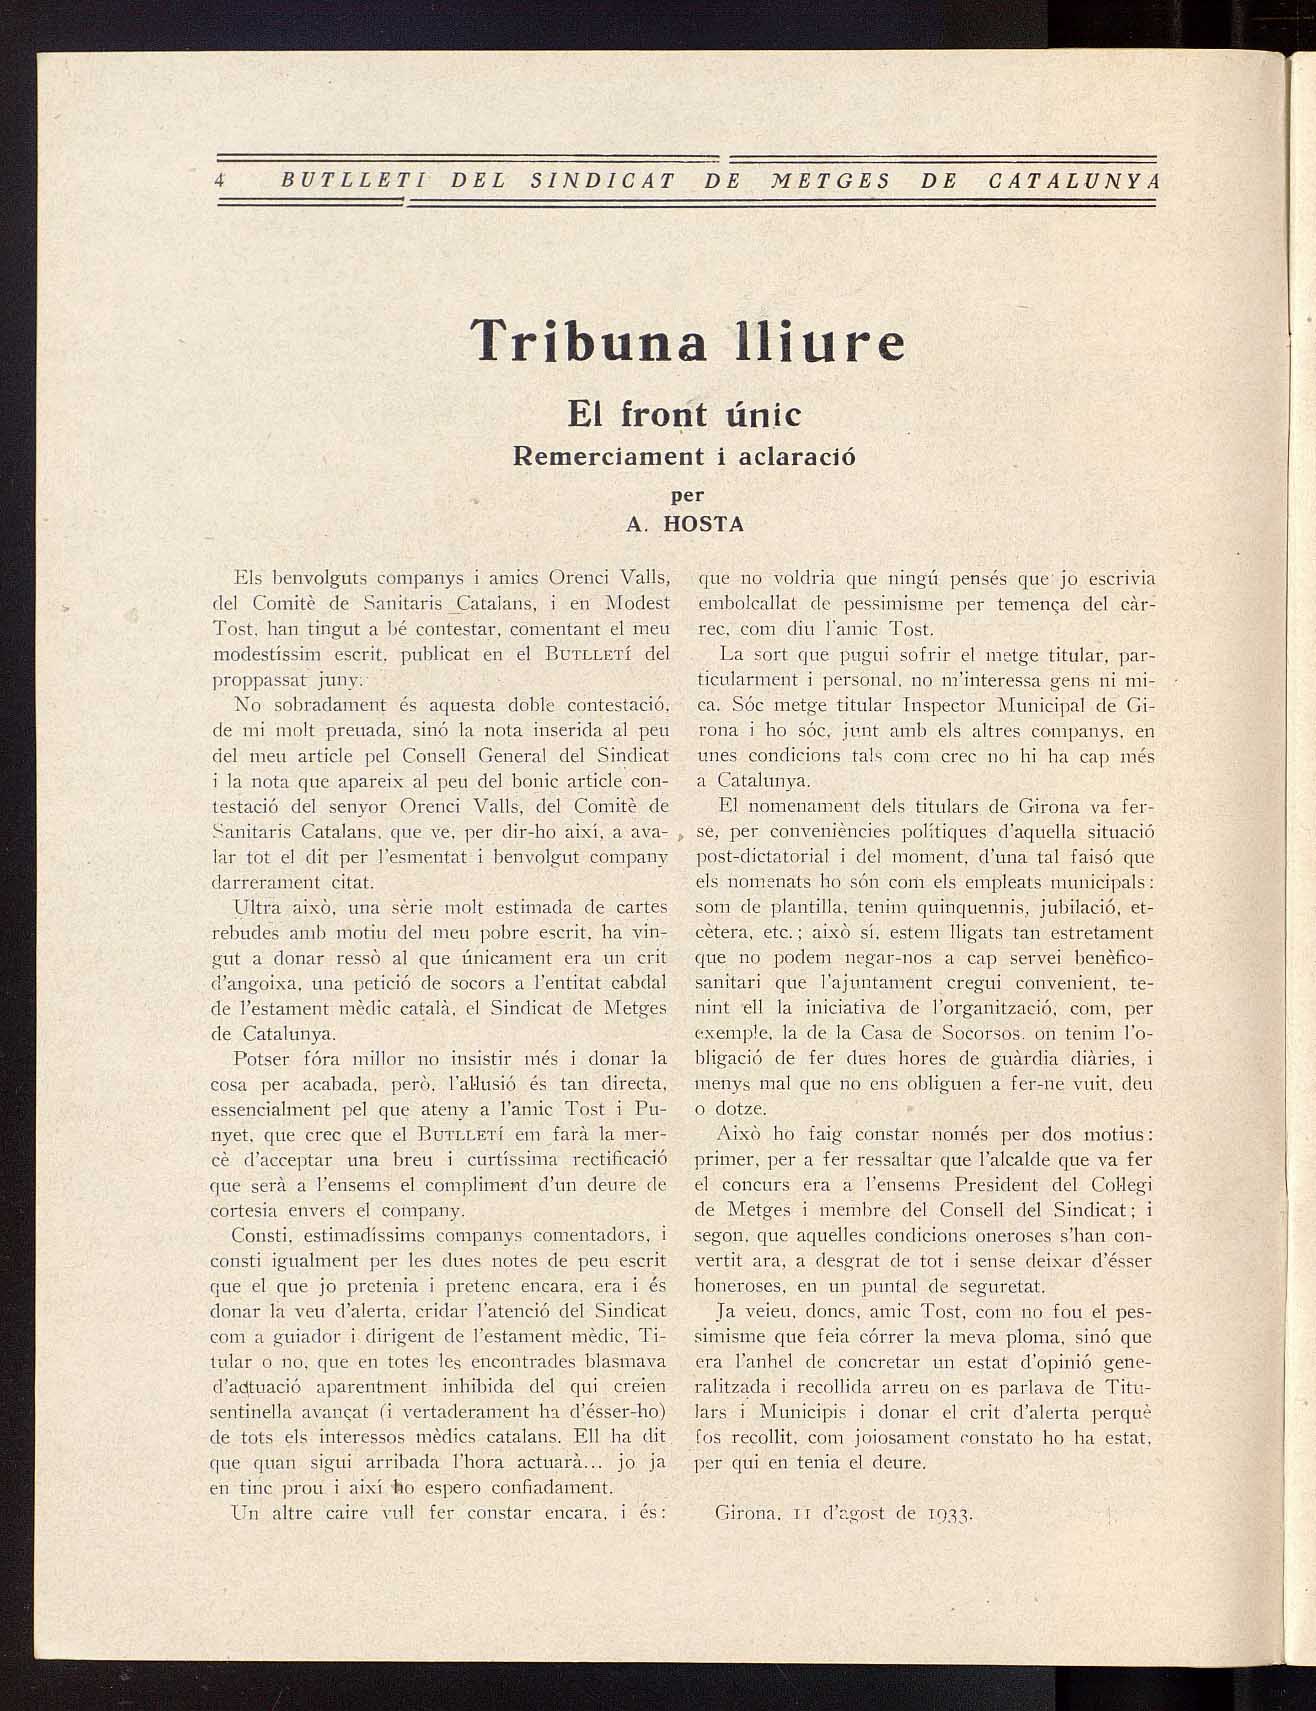 4 BUTLLETI DEL SINDICAT DE METGES DE CATALUNYA
Tribuna lliure
El front únic
Remerciament i aclaració
per
A. HOSTA
Els benvolguts companys i amics Orenci Valls,
del Comitè de Sanitaris Catalans, i en Modest
Tost, han tingut a bé contestar, comentant el meu
modestíssim escrit, publicat en el BUTLLETÍ del
proppassat juny.
No sobradament és aquesta doble contestació,
de mi molt preuada, sinó la nota inserida al peu
del meu article pel Consell General del Sindicat
i la nota que apareix al peu del bonic article con-
testació del senyor Orenci Valls, del Comitè de
Sanitaris Catalans, que ve, per dir-ho així, a ava-
lar tot el dit per l'esmentat i benvolgut company
darrerament citat.
Ultra això, una sèrie molt estimada de cartes
rebudes amb motiu del meu pobre escrit, ha vin-
gut a donar ressò al que únicament era un crit
d'angoixa, una petició de socors a l'entitat cabdal
de l'estament mèdic català, el Sindicat de Metges
de Catalunya.
Potser fóra millor no insistir més i donar la
cosa per acabada, però, l'al·lusió és tan directa,
essencialment pel que ateny a l'amic Tost i Pu-
nyet, que crec que el BUTLLETÍ em farà la mer-
cè d'acceptar una breu i curtíssima rectificació
que serà a l'ensems el compliment d'un deure de
cortesia envers el company.
Consti, estimadíssims companys comentadors, i
consti igualment per les dues notes de peu escrit
que el que jo pretenia i pretenc encara, era i és
donar la veu d'alerta, cridar l'atenció del Sindicat
com a guiador i dirigent de l'estament mèdic, Ti-
tular o no, que en totes les encontrades blasmava
d'actuació aparentment inhibida del qui creien
sentinella avançat (i vertaderament ha d'ésser-ho)
de tots els interessos mèdics catalans. Ell ha dit
que quan sigui arribada l'hora actuarà... jo ja
en tinc prou i així ho espero confiadament.
Un altre caire vull fer constar encara, i és:
que no voldria que ningú pensés que jo escrivia
embolcallat de pessimisme per temença del càr-
rec, com diu l'amic Tost.
La sort que pugui sofrir el metge titular, par-
ticularment i personal, no m'interessa gens ni mi-
ca. Sóc metge titular Inspector Municipal de Gi-
rona i ho sóc, junt amb els altres companys, en
unes condicions tals com crec no hi ha cap més
a Catalunya.
El nomenament dels titulars de Girona va fer-
se, per conveniències polítiques d'aquella situació
post-dictatorial i del moment, d'una tal faisó que
els nomenats ho són com els empleats municipals:
som de plantilla, tenim quinquennis, jubilació, et-
cètera, etc.; això sí, estem lligats tan estretament
que no podem negar-nos a cap servei benèfico-
sanitari que l'ajuntament cregui convenient, te-
nint ell la iniciativa de l'organització, com, per
exemple, la de la Casa de Socorsos, on tenim l'o-
bligació de fer dues hores de guàrdia diàries, i
menys mal que no ens obliguen a fer-ne vuit, deu
o dotze.
Això ho faig constar només per dos motius:
primer, per a fer ressaltar que l'alcalde que va fer
el concurs era a l'ensems President del Col·legi
de Metges i membre del Consell del Sindicat; i
segon, que aquelles condicions oneroses s'han con-
vertit ara, a desgrat de tot i sense deixar d'ésser
honeroses, en un puntal de seguretat.
Ja veieu, doncs, amic Tost, com no fou el pes-
simisme que feia córrer la meva ploma, sinó que
era l'anhel de concretar un estat d'opinió gene-
ralitzada i recollida arreu on es parlava de Titu-
lars i Municipis i donar el crit d'alerta perquè
fos recollit, com joiosament constato ho ha estat,
per qui en tenia el deure.
Girona, 11 d'agost de 1933.